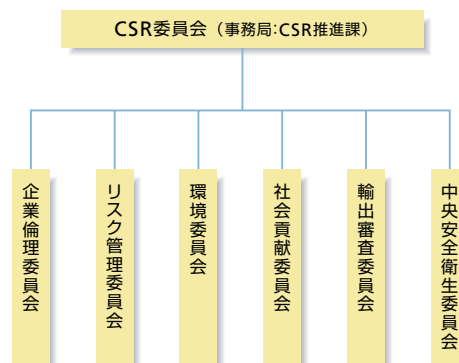 CSR委員会（事務局:CSR推進課）
企業倫理委員会
リスク管理委員会
環境委員会
社会貢献委員会
輸出審査委員会
中央安全衛生委員会